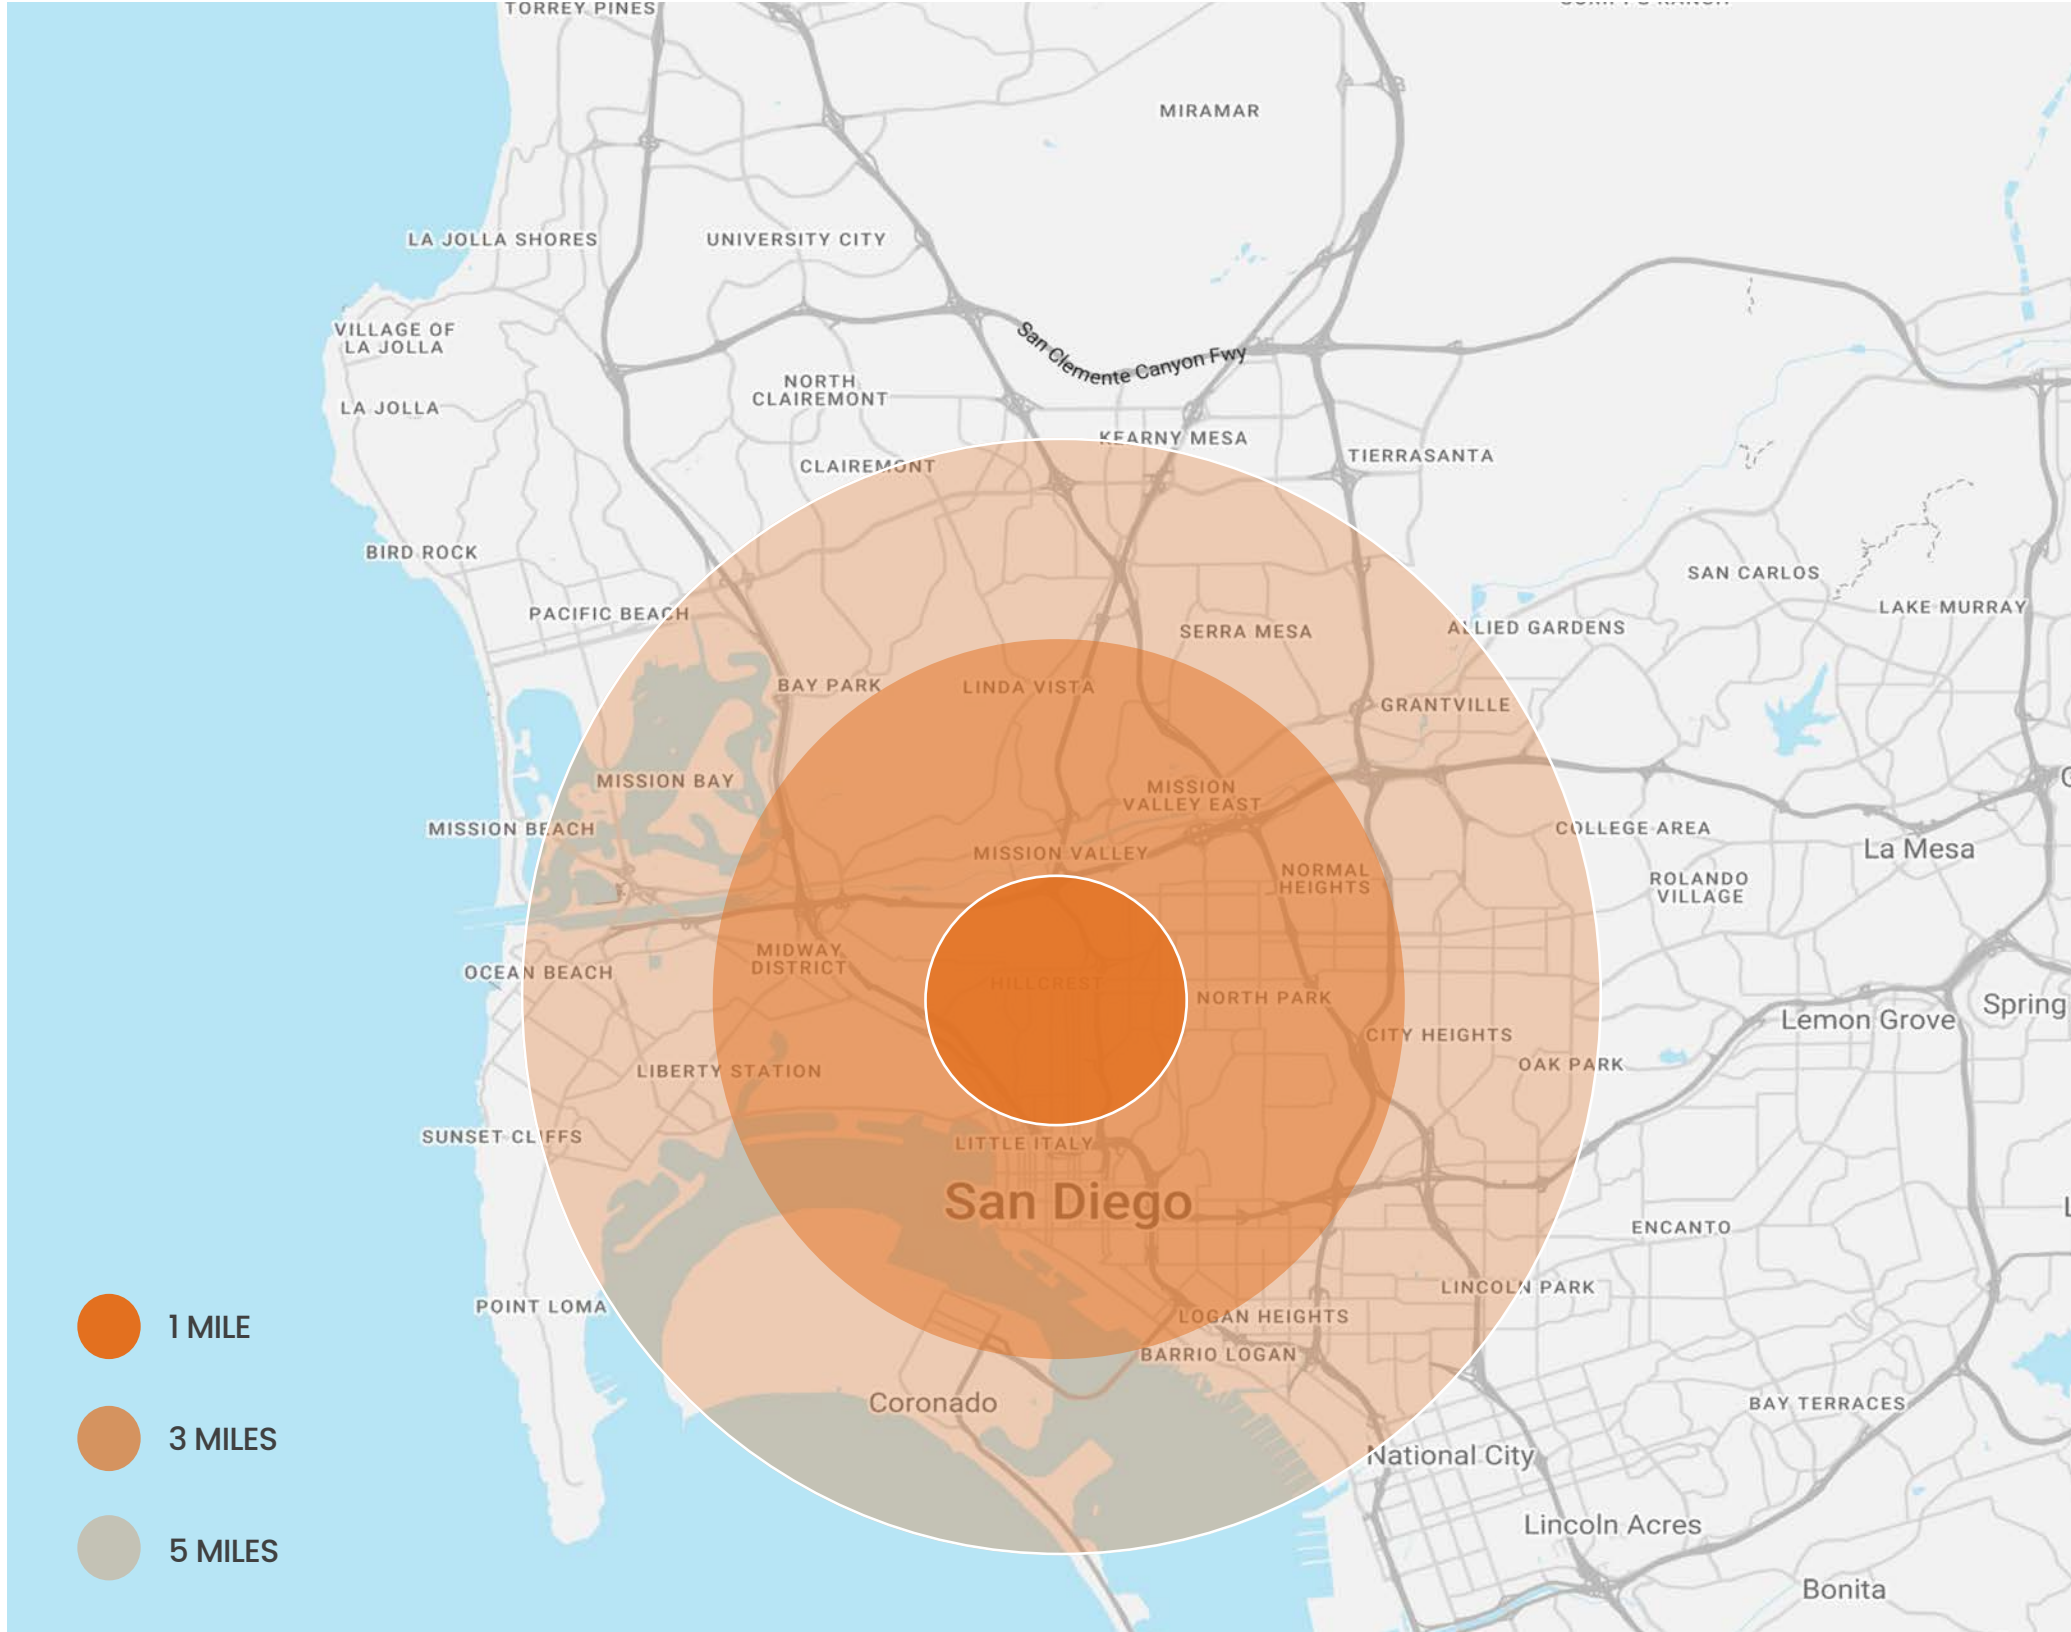 TORREY PINES
MIRAMAR
LA JOLLA SHORES
UNIVERSITY CITY
VILLAGE OF
LA JOLLA
San Clemente Canyon Fwy
NORTH
CLAIREMONT
LA JOLLA
KEARNY MESA
CLAIREMONT
TIERRASANTA
BIRD ROCK
SAN CARLOS
PACIFIC BEACH
LAKE MURRAY
SERRA MESA
ALLIED GARDENS
BAY PARK
LINDA VISTA
GRANTVILLE
MISSION BAY
MISSION
VALLEY EAST
MISSION BEACH
COLLEGE AREA
La Mesa
MISSION VALLEY
NORMAL
HEIGHTS
ROLANDO
VILLAGE
MIDWAY
DISTRICT
OCEAN BEACH
HILLCREST
NORTH PARK
Spring
Lemon Grove
CITY HEIGHTS
OAK PARK
LIBERTY STATION
SUNSET CLIFFS
LITTLE ITALY
San Diego
ENCANTO
LINCOLN PARK
POINT LOMA
LOGAN HEIGHTS
1 MILE
BARRIO LOGAN
Coronado
BAY TERRACES
3 MILES
National City
Lincoln Acres
5 MILES
Bonita